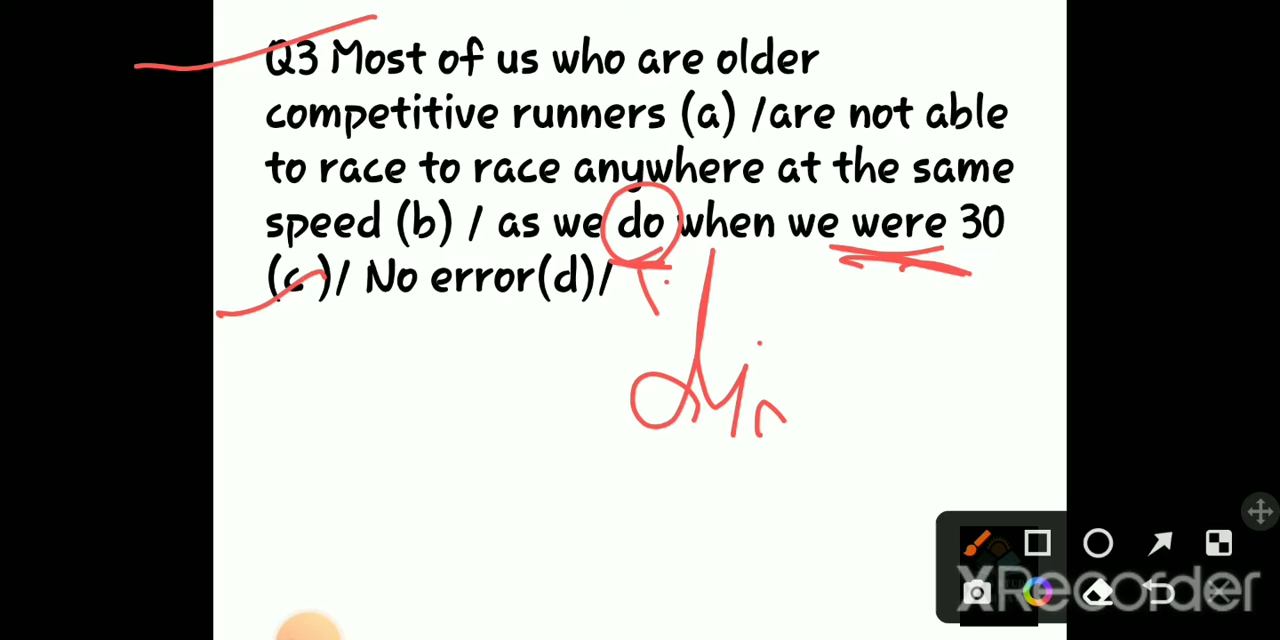 Q3 Most of us who are older
competitive runners (a) /are not able
to race to race anywhere at the same
speed (b) / as we do when we were 30
(c )/ No error(d)/
XRecorder